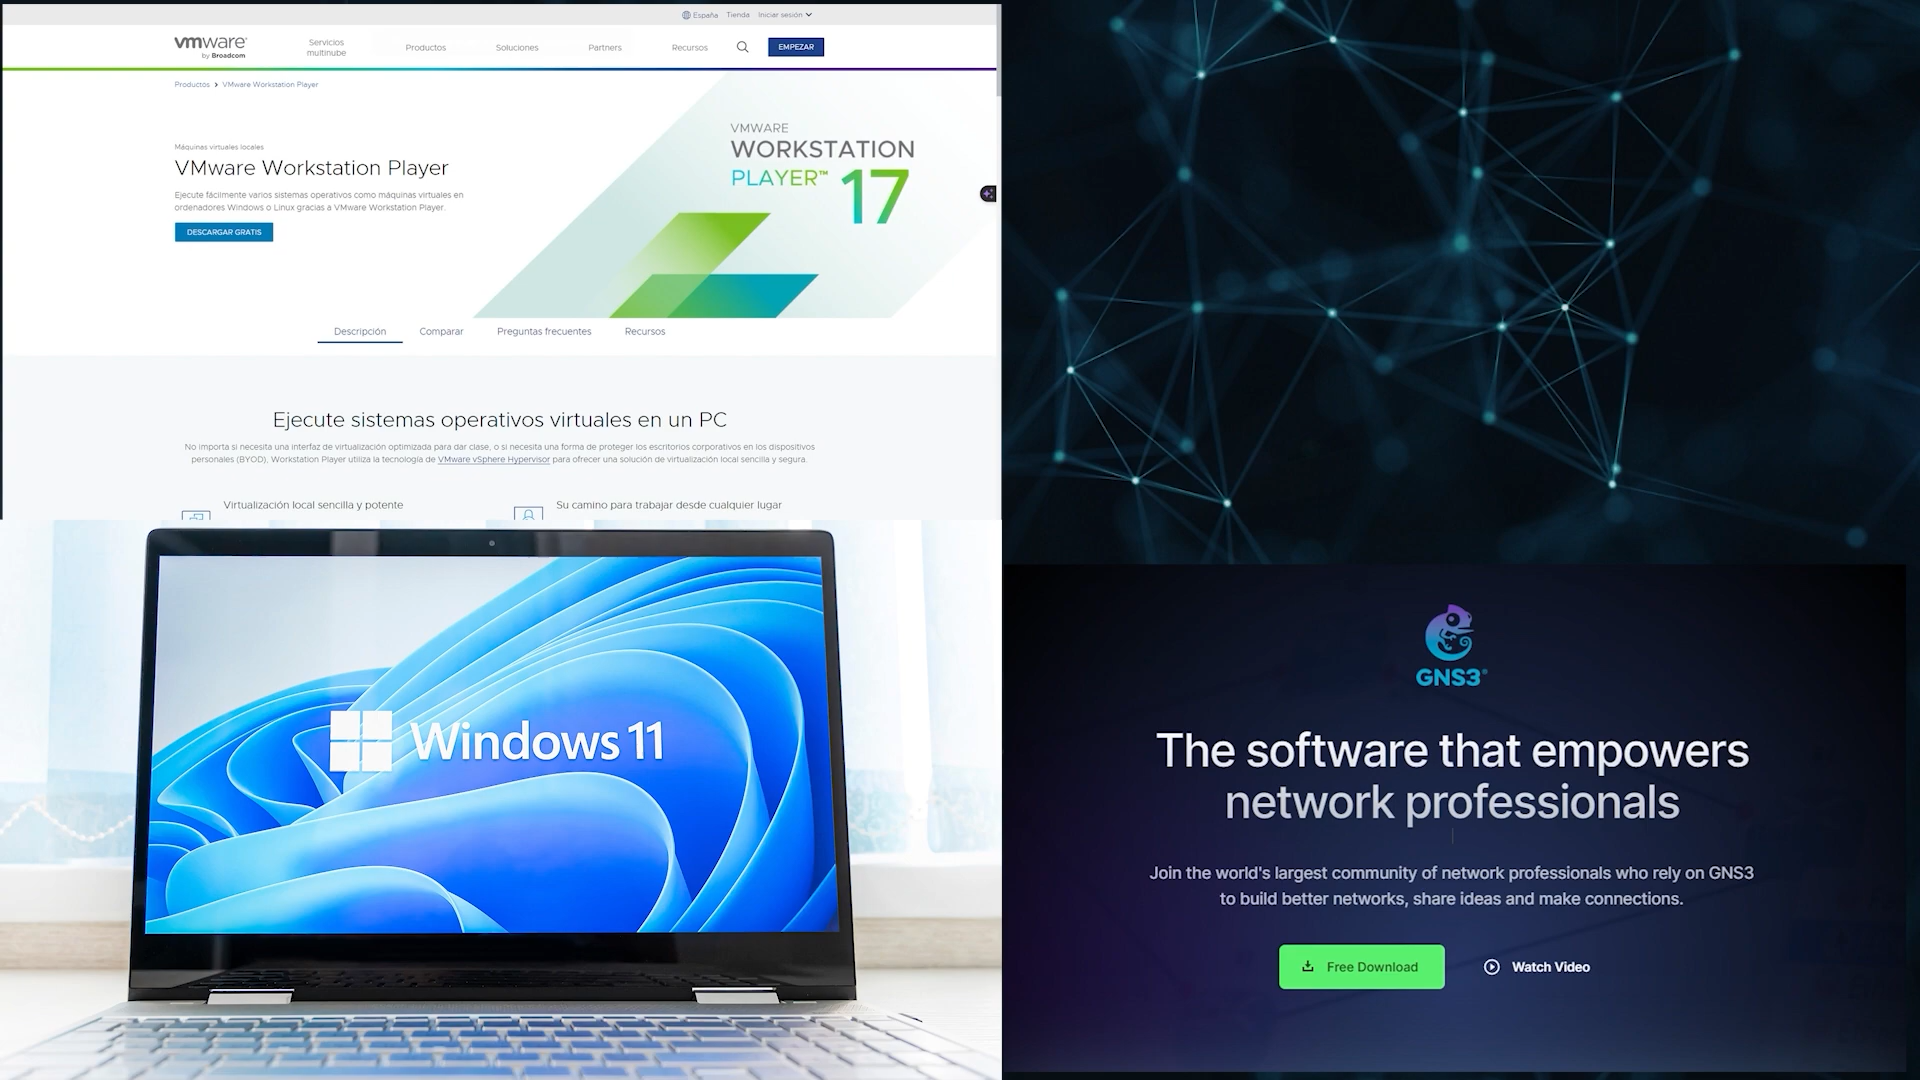 España Tienda Iniciar sesión
vmware®
by Broadcom
Servicios
multinube
Productos
Soluciones
Partners
Recursos
EMPEZAR
Productos > VMware Workstation Player
Máquinas virtuales locales
VMware Workstation Player
Ejecute fácilmente varios sistemas operativos como máquinas virtuales en
ordenadores Windows o Linux gracias a VMware Workstation Player.
DESCARGAR GRATIS
VMWARE
WORKSTATION
PLAYER™ 17
Descripción Comparar Preguntas frecuentes Recursos
Ejecute sistemas operativos virtuales en un PC
No importa si necesita una interfaz de virtualización optimizada para dar clase, o si necesita una forma de proteger los escritorios corporativos en los dispositivos
personales (BYOD), Workstation Player utiliza la tecnología de VMware vSphere Hypervisor para ofrecer una solución de virtualización local sencilla y segura.
Virtualización local sencilla y potente
Su camino para trabajar desde cualquier lugar
Windows 11
GNS3®
The software that empowers
network professionals
Join the world's largest community of network professionals who rely on GNS3
to build better networks, share ideas and make connections.
Free Download
Watch Video